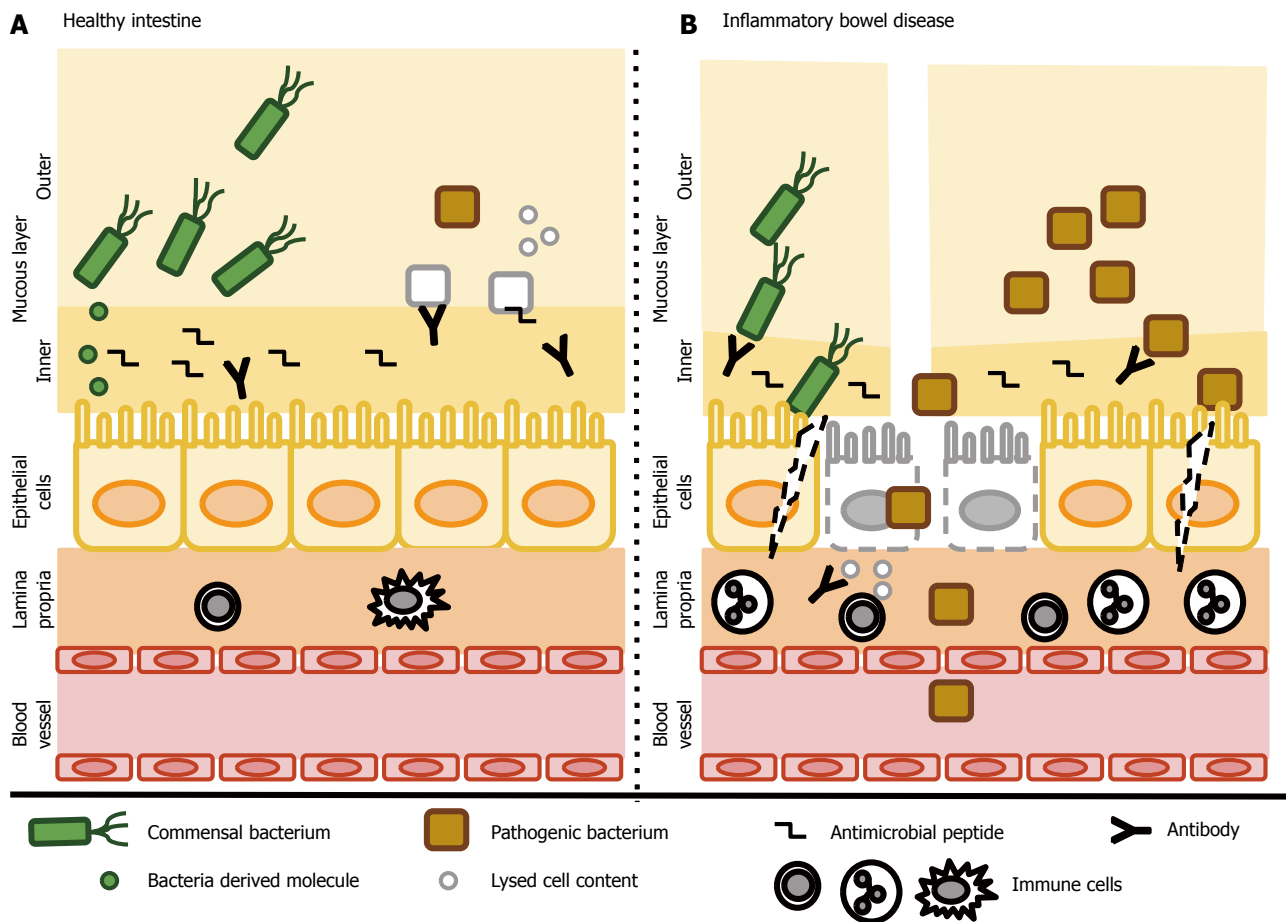 A Healthy intestine
B Inflammatory bowel disease
Mucous layer
Outer
Inner
Epithelial
cells
Lamina
propria
Blood
vessel
Mucous layer
Outer
Inner
Epithelial
cells
Lamina
propria
Blood
vessel
Commensal bacterium
Pathogenic bacterium
Antimicrobial peptide
Antibody
Bacteria derived molecule
Lysed cell content
Immune cells